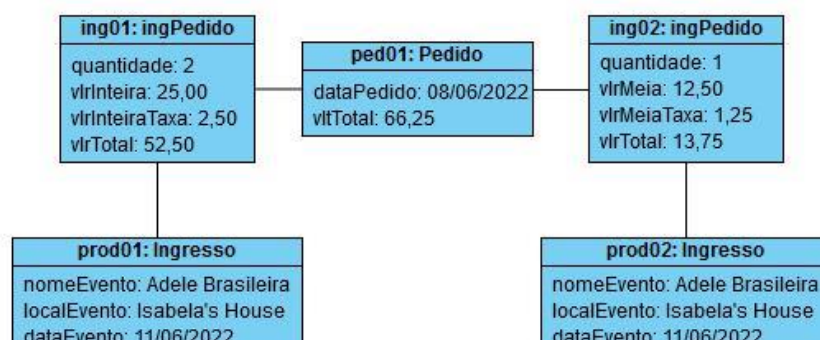 ing01: ingPedido
quantidade: 2
vlrInteira: 25,00
vlrInteiraTaxa: 2,50
vlrTotal: 52,50
ped01: Pedido
dataPedido: 08/06/2022
vltTotal: 66,25
ing02: ingPedido
quantidade: 1
vlrMeia: 12,50
vlrMeiaTaxa: 1,25
vlrTotal: 13,75
prod01: Ingresso
nomeEvento: Adele Brasileira
localEvento: Isabela's House
dataEvento: 11/06/2022
prod02: Ingresso
nomeEvento: Adele Brasileira
localEvento: Isabela's House
dataEvento: 11/06/2022